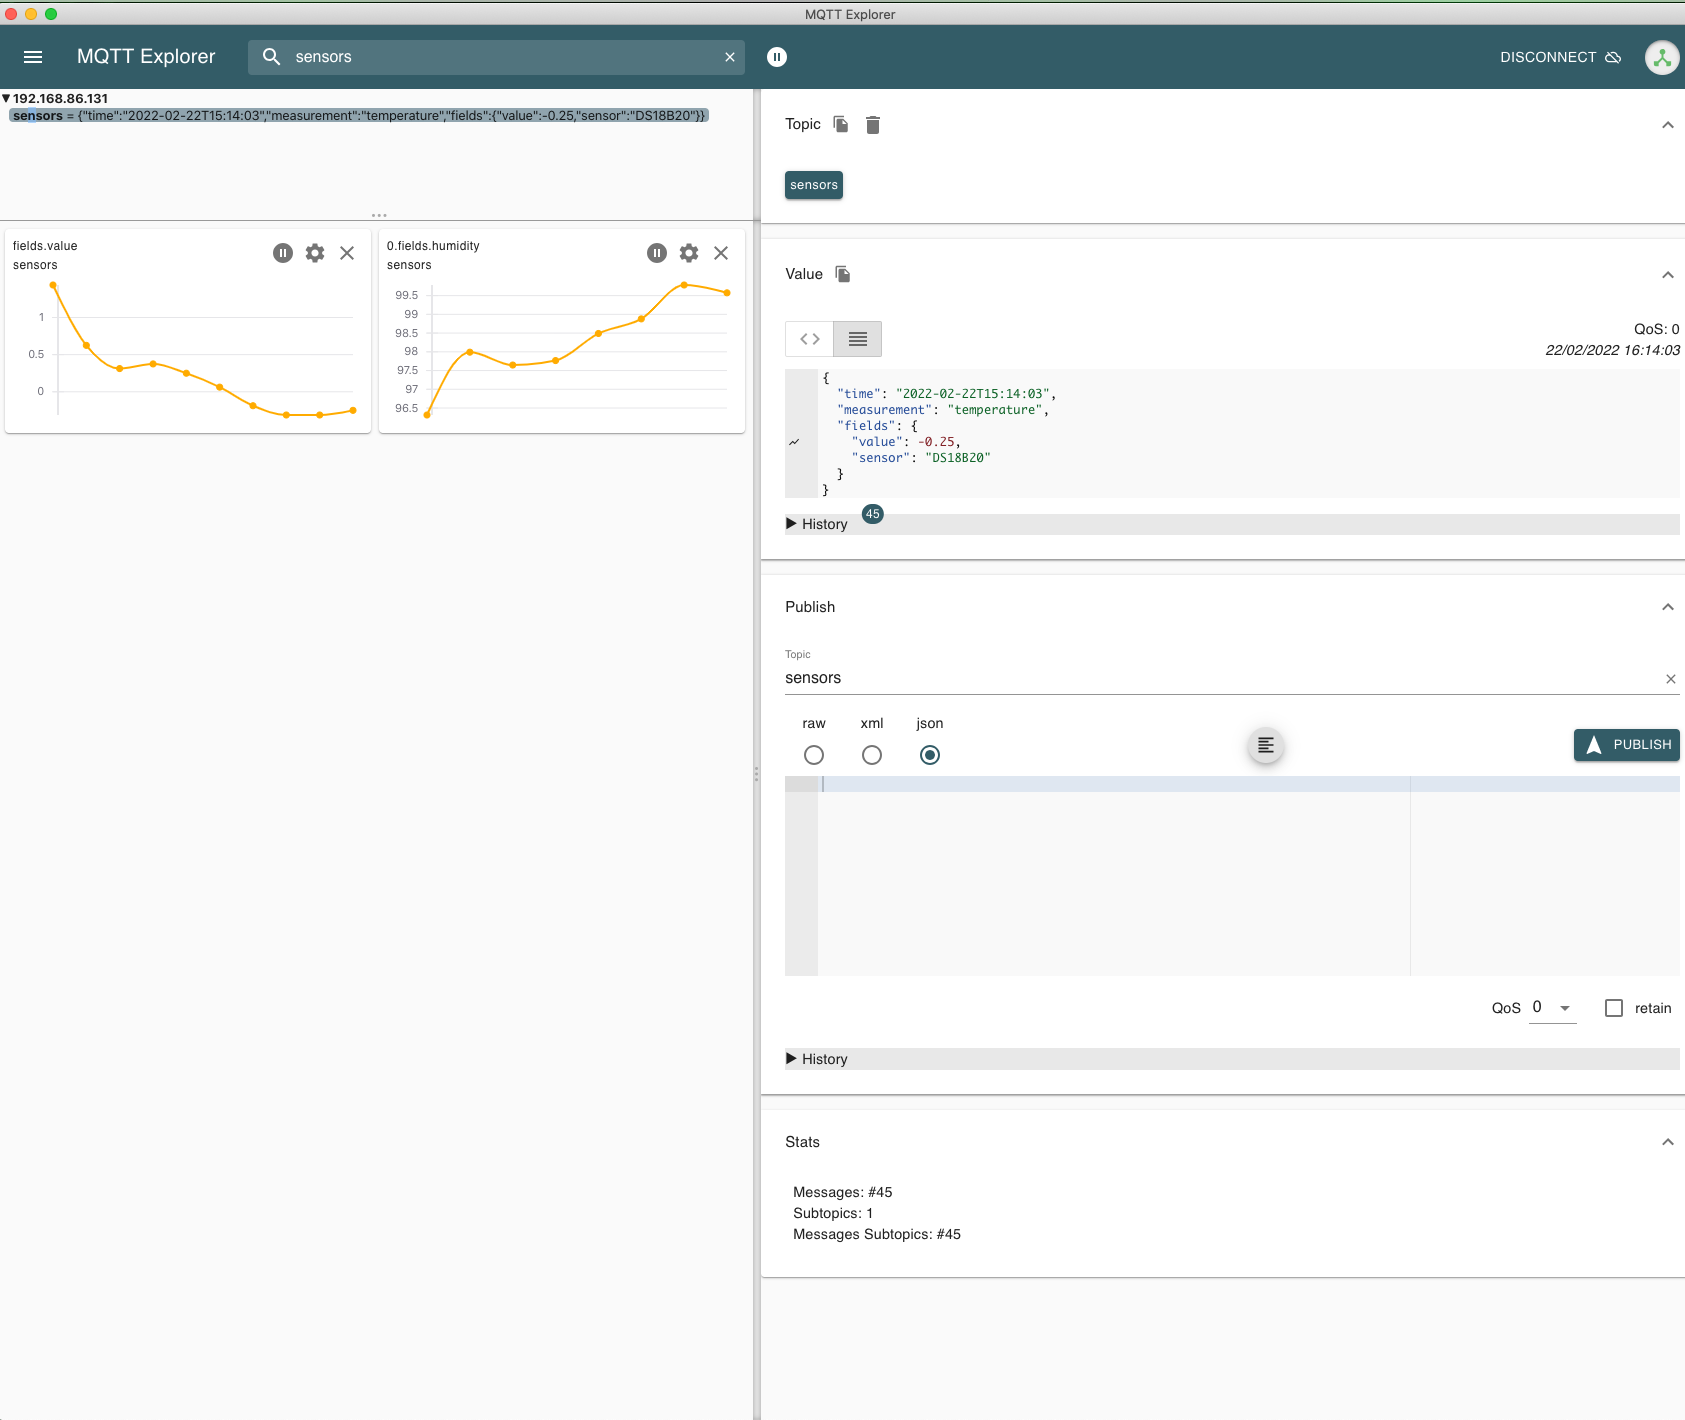 MQTT Explorer
MQTT Explorer
sensors
DISCONNECT
192.168.86.131
sensors = {"time":"2022-02-22T15:14:03","measurement":"temperature","fields":{"value":-0.25,"sensor":"DS18B20"}}
fields.value
sensors
1
0.5
0
0.fields.humidity
sensors
99.5
99
98.5
98
97.5
97
96.5
Topic
sensors
Value
QoS: 0
22/02/2022 16:14:03
{
"time": "2022-02-22T15:14:03",
"measurement": "temperature",
"fields": {
"value": -0.25,
"sensor": "DS18B20"
}
}
History 45
Publish
Topic
sensors
raw xml json
PUBLISH
QoS 0 retain
History
Stats
Messages: #45
Subtopics: 1
Messages Subtopics: #45